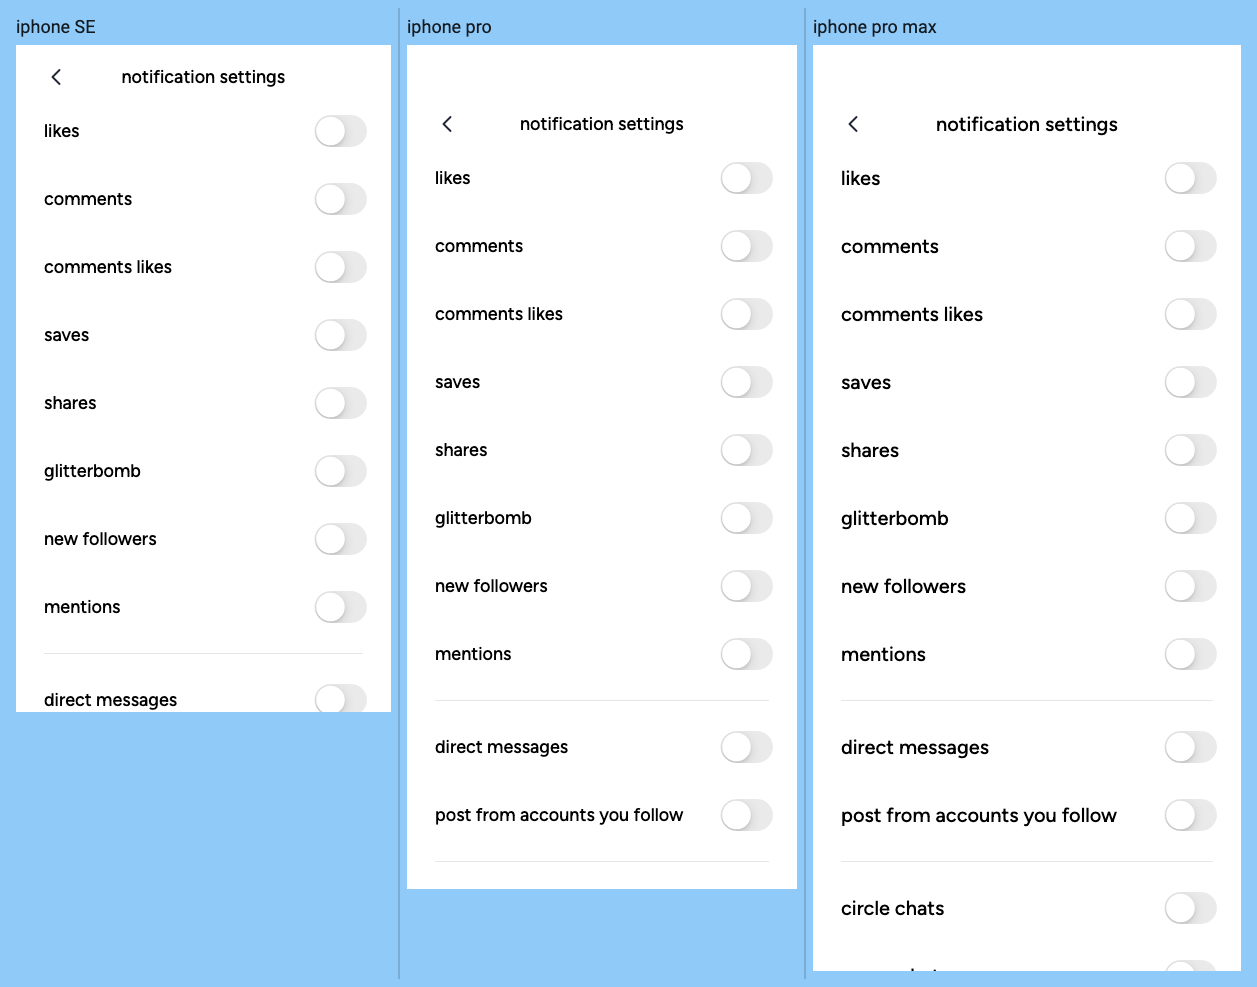 iphone SE
notification settings
likes
comments
comments likes
saves
shares
glitterbomb
new followers
mentions
direct messages
iphone pro
notification settings
likes
comments
comments likes
saves
shares
glitterbomb
new followers
mentions
direct messages
post from accounts you follow
iphone pro max
notification settings
likes
comments
comments likes
saves
shares
glitterbomb
new followers
mentions
direct messages
post from accounts you follow
circle chats